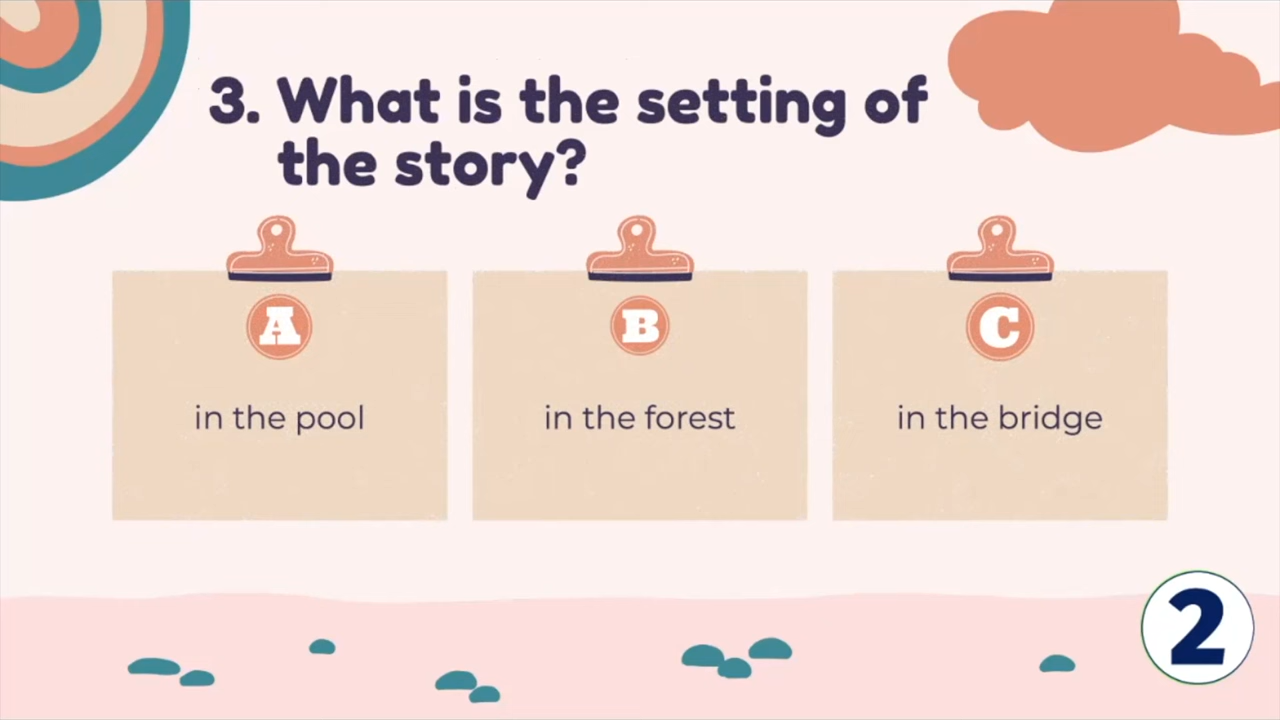 3. What is the setting of
the story?
A
in the pool
B
in the forest
C
in the bridge
2